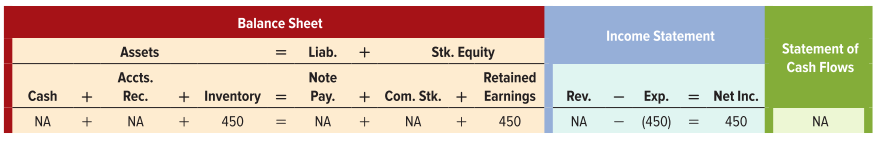 Balance Sheet
Income Statement
Statement of
Cash Flows
Assets = Liab. + Stk. Equity
Cash + Accts. Rec. + Inventory = Note Pay. + Com. Stk. + Retained Earnings Rev. − Exp. = Net Inc.
NA + NA + 450 = NA + NA + 450 NA − (450) = 450 NA